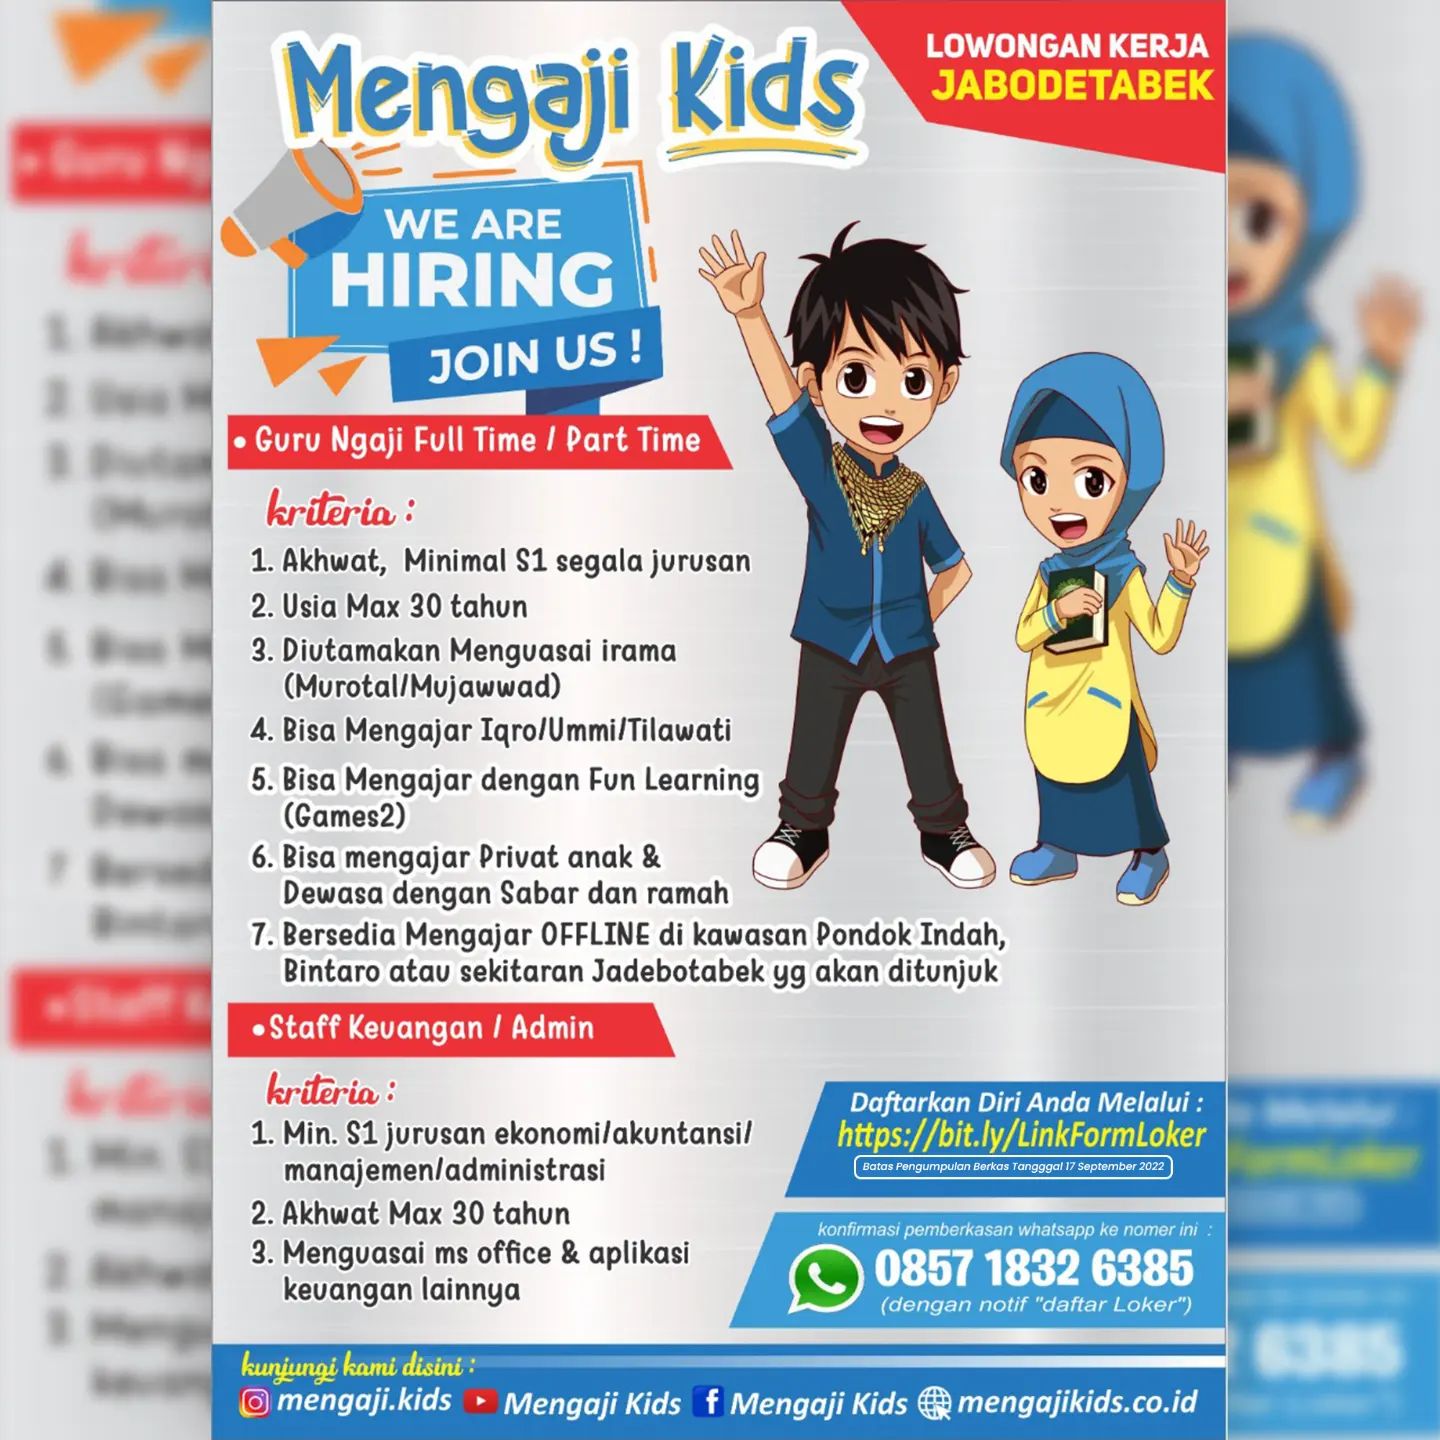 Mengaji Kids
LOWONGAN KERJA
JABODETABEK
WE ARE
HIRING
JOIN US !
• Guru Ngaji Full Time / Part Time
kriteria :
1. Akhwat, Minimal S1 segala jurusan
2. Usia Max 30 tahun
3. Diutamakan Menguasai irama
(Murotal/Mujawwad)
4. Bisa Mengajar Iqro/Ummi/Tilawati
5. Bisa Mengajar dengan Fun Learning
(Games2)
6. Bisa mengajar Privat anak &
Dewasa dengan Sabar dan ramah
7. Bersedia Mengajar OFFLINE di kawasan Pondok Indah,
Bintaro atau sekitaran Jadebotabek yg akan ditunjuk
• Staff Keuangan / Admin
kriteria :
1. Min. S1 jurusan ekonomi/akuntansi/
manajemen/administrasi
2. Akhwat Max 30 tahun
3. Menguasai ms office & aplikasi
keuangan lainnya
Daftarkan Diri Anda Melalui :
https://bit.ly/LinkFormLoker
Batas Pengumpulan Berkas Tangggal 17 September 2022
konfirmasi pemberkasan whatsapp ke nomer ini :
0857 1832 6385
(dengan notif "daftar Loker")
kunjungi kami disini :
mengaji.kids Mengaji Kids Mengaji Kids mengajikids.co.id